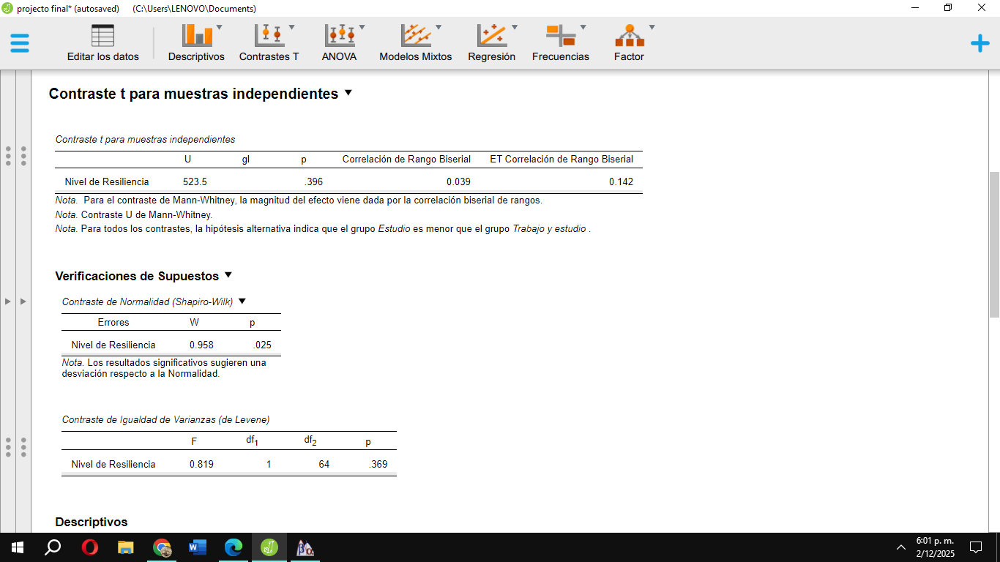 projecto final* (autosaved) (C:\Users\LENOVO\Documents)
Editar los datos Descriptivos Contrastes T ANOVA Modelos Mixtos Regresión Frecuencias Factor
Contraste t para muestras independientes
Contraste t para muestras independientes
U gl p Correlación de Rango Biserial ET Correlación de Rango Biserial
Nivel de Resiliencia 523.5 .396 0.039 0.142
Nota. Para el contraste de Mann-Whitney, la magnitud del efecto viene dada por la correlación biserial de rangos.
Nota. Contraste U de Mann-Whitney.
Nota. Para todos los contrastes, la hipótesis alternativa indica que el grupo Estudio es menor que el grupo Trabajo y estudio .
Verificaciones de Supuestos
Contraste de Normalidad (Shapiro-Wilk)
Errores W p
Nivel de Resiliencia 0.958 .025
Nota. Los resultados significativos sugieren una
desviación respecto a la Normalidad.
Contraste de Igualdad de Varianzas (de Levene)
F df1 df2 p
Nivel de Resiliencia 0.819 1 64 .369
Descriptivos
6:01 p. m.
2/12/2025